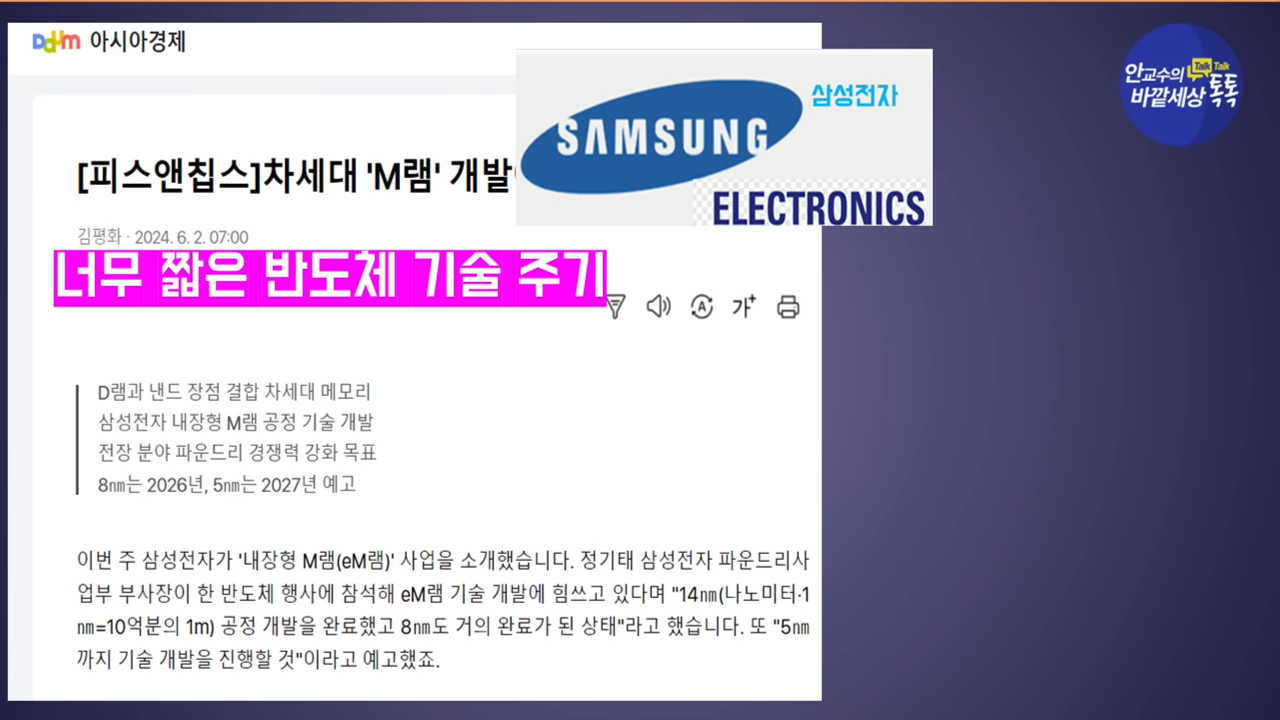 Daum 아시아경제
안교수의 Talk Talk
바깥세상 톡톡
SAMSUNG
삼성전자
ELECTRONICS
[피스앤칩스]차세대 'M램' 개발
김평화 · 2024. 6. 2. 07:00
너무 짧은 반도체 기술 주기
가+
D램과 낸드 장점 결합 차세대 메모리
삼성전자 내장형 M램 공정 기술 개발
전장 분야 파운드리 경쟁력 강화 목표
8㎚는 2026년, 5㎚는 2027년 예고
이번 주 삼성전자가 '내장형 M램(eM램)' 사업을 소개했습니다. 정기태 삼성전자 파운드리사
업부 부사장이 한 반도체 행사에 참석해 eM램 기술 개발에 힘쓰고 있다며 "14㎚(나노미터·1
㎚=10억분의 1m) 공정 개발을 완료했고 8㎚도 거의 완료가 된 상태"라고 했습니다. 또 "5㎚
까지 기술 개발을 진행할 것"이라고 예고했죠.